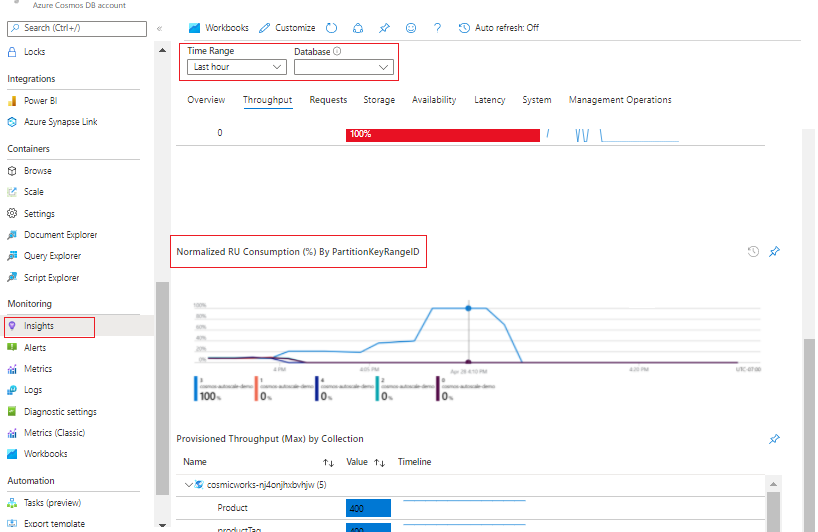 Azure Cosmos DB account
Search (Ctrl+/)
«
Workbooks
Customize
?
Auto refresh: Off
Locks
Integrations
Power BI
Azure Synapse Link
Containers
Browse
Scale
Settings
Document Explorer
Query Explorer
Script Explorer
Monitoring
Insights
Alerts
Metrics
Logs
Diagnostic settings
Metrics (Classic)
Workbooks
Automation
Tasks (preview)
Export template
Time Range
Database
Last hour
Overview Throughput Requests Storage Availability Latency System Management Operations
0 100%
Normalized RU Consumption (%) By PartitionKeyRangeID
100%
80%
60%
40%
20%
0%
4 PM 4:05 PM Apr 28 4:10 PM 4:20 PM UTC-07:00
cosmos-autoscale-demo cosmos-autoscale-demo cosmos-autoscale-demo cosmos-autoscale-demo cosmos-autoscale-demo
100% 0% 0% 0% 0%
Provisioned Throughput (Max) by Collection
Name Value Timeline
cosmicworks-nj4onjhxbvhjw (5)
Product 400
productTag 400